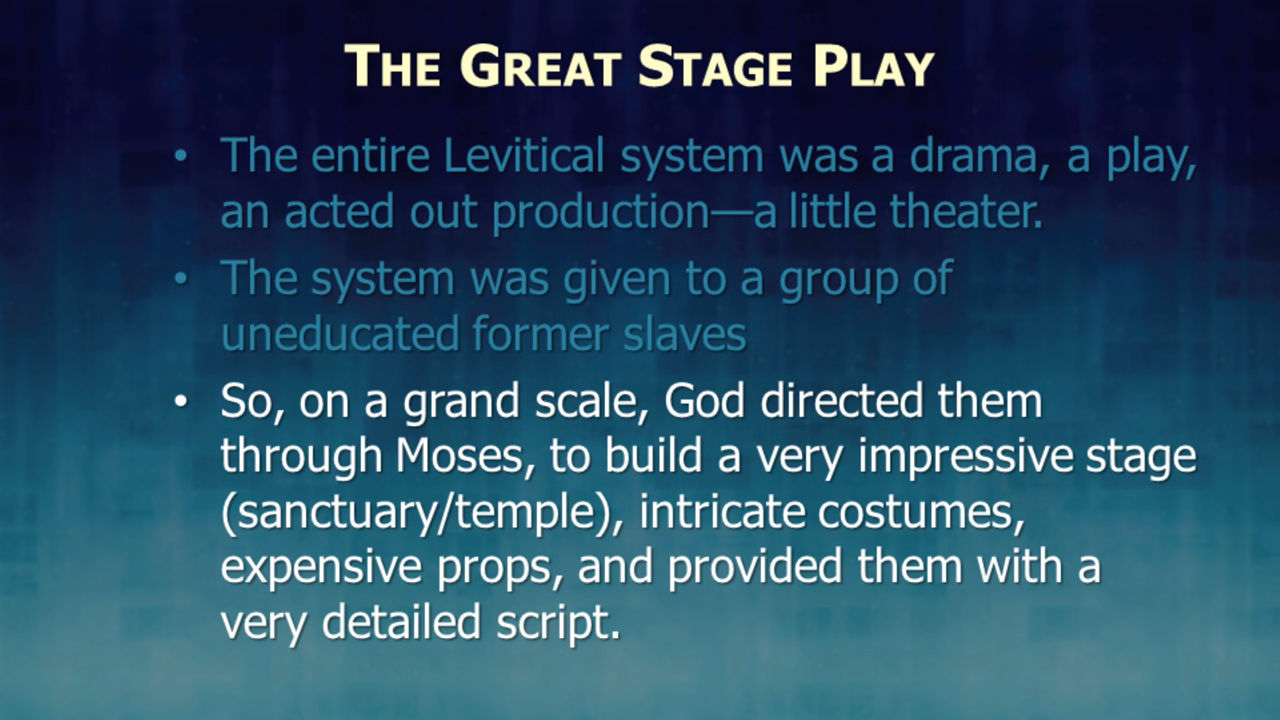 THE GREAT STAGE PLAY
• The entire Levitical system was a drama, a play,
an acted out production—a little theater.
• The system was given to a group of
uneducated former slaves
• So, on a grand scale, God directed them
through Moses, to build a very impressive stage
(sanctuary/temple), intricate costumes,
expensive props, and provided them with a
very detailed script.